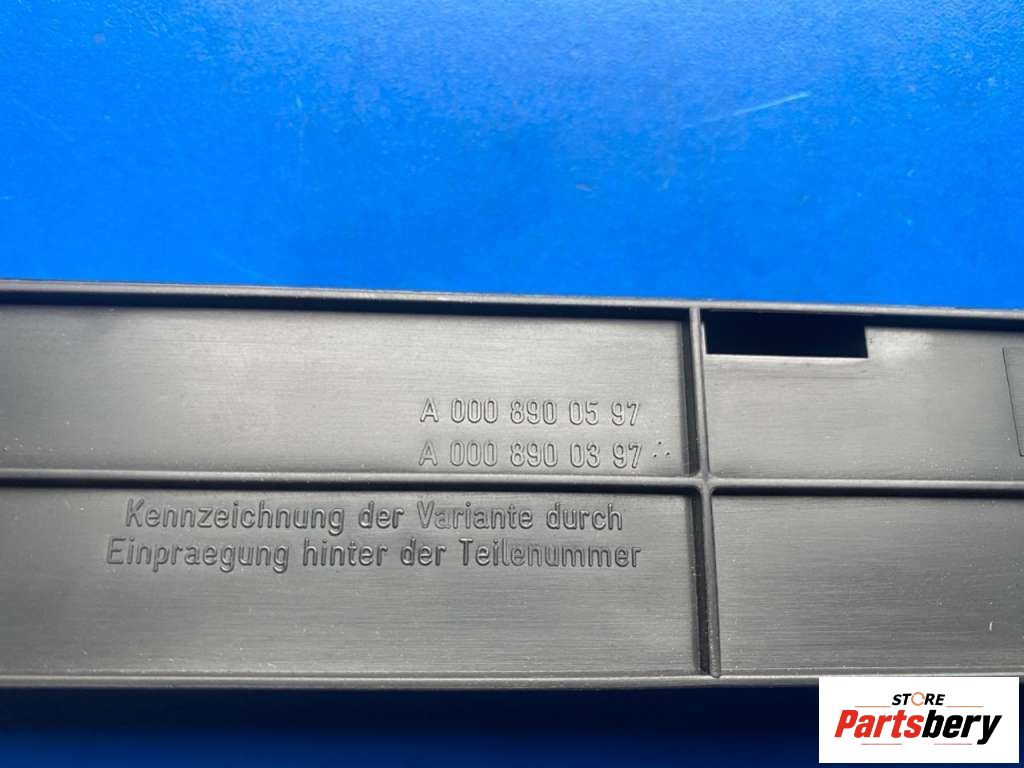 A 000 890 05 97
A 000 890 03 97
Kennzeichnung der Variante durch
Einpraegung hinter der Teilenummer
STORE
Partsbery